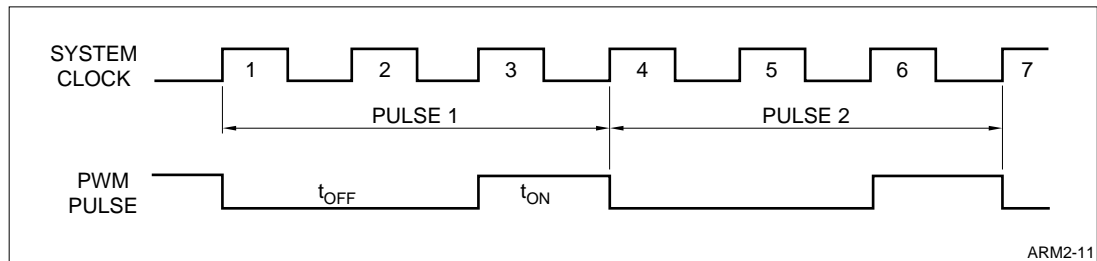 SYSTEM
CLOCK
1 2 3 4 5 6 7
PULSE 1 PULSE 2
PWM
PULSE
tOFF tON
ARM2-11